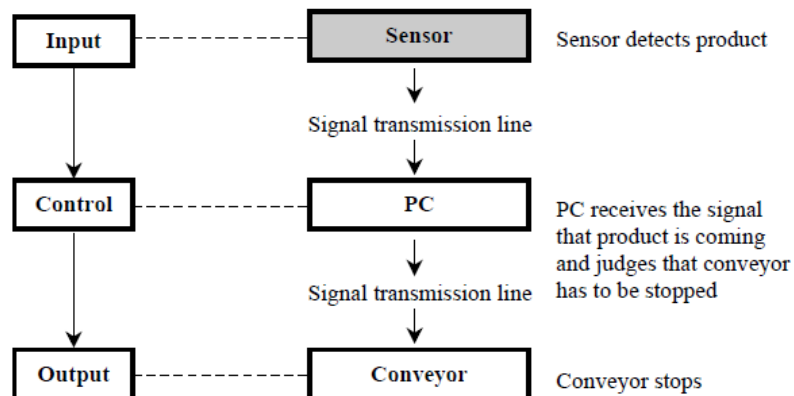 Input
Sensor
Sensor detects product
Signal transmission line
Control
PC
PC receives the signal
that product is coming
and judges that conveyor
has to be stopped
Signal transmission line
Output
Conveyor
Conveyor stops